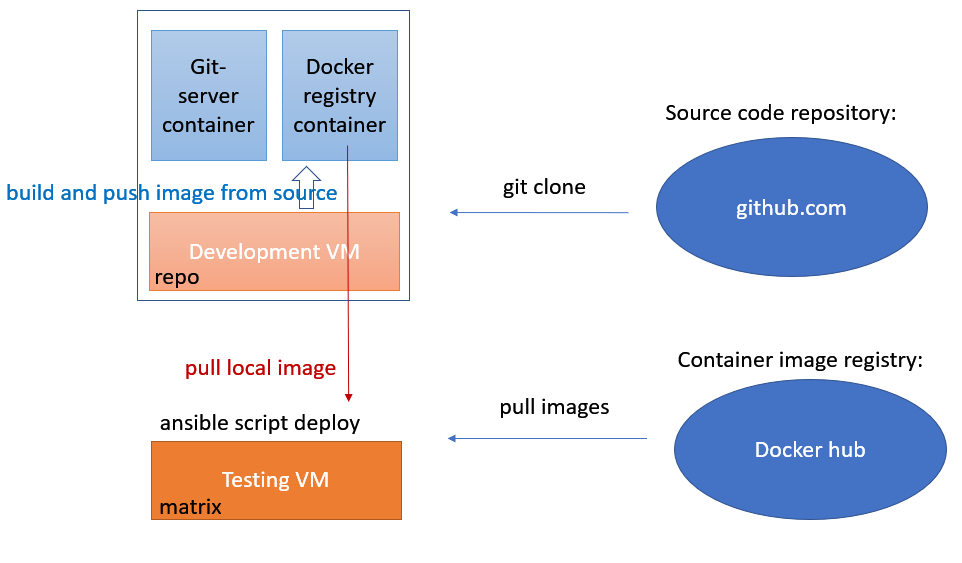 Git-
server
container
Docker
registry
container
build and push image from source
Development VM
repo
pull local image
ansible script deploy
Testing VM
matrix
git clone
Source code repository:
github.com
pull images
Container image registry:
Docker hub